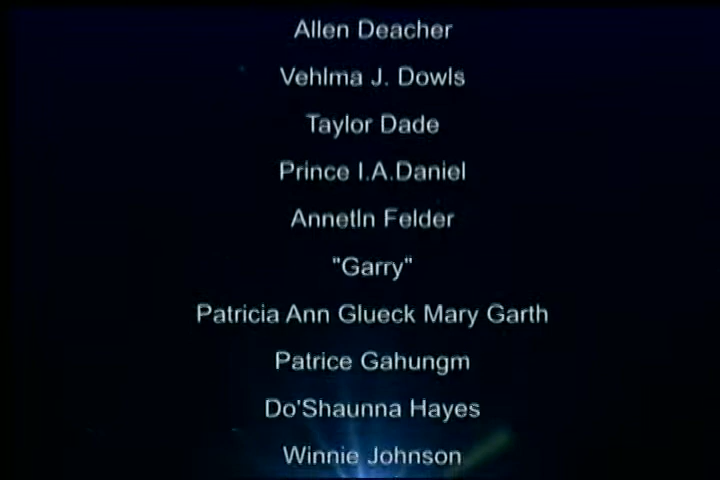 Allen Deacher
Vehlma J. Dowls
Taylor Dade
Prince I.A.Daniel
Annetln Felder
"Garry"
Patricia Ann Glueck Mary Garth
Patrice Gahungm
Do'Shaunna Hayes
Winnie Johnson